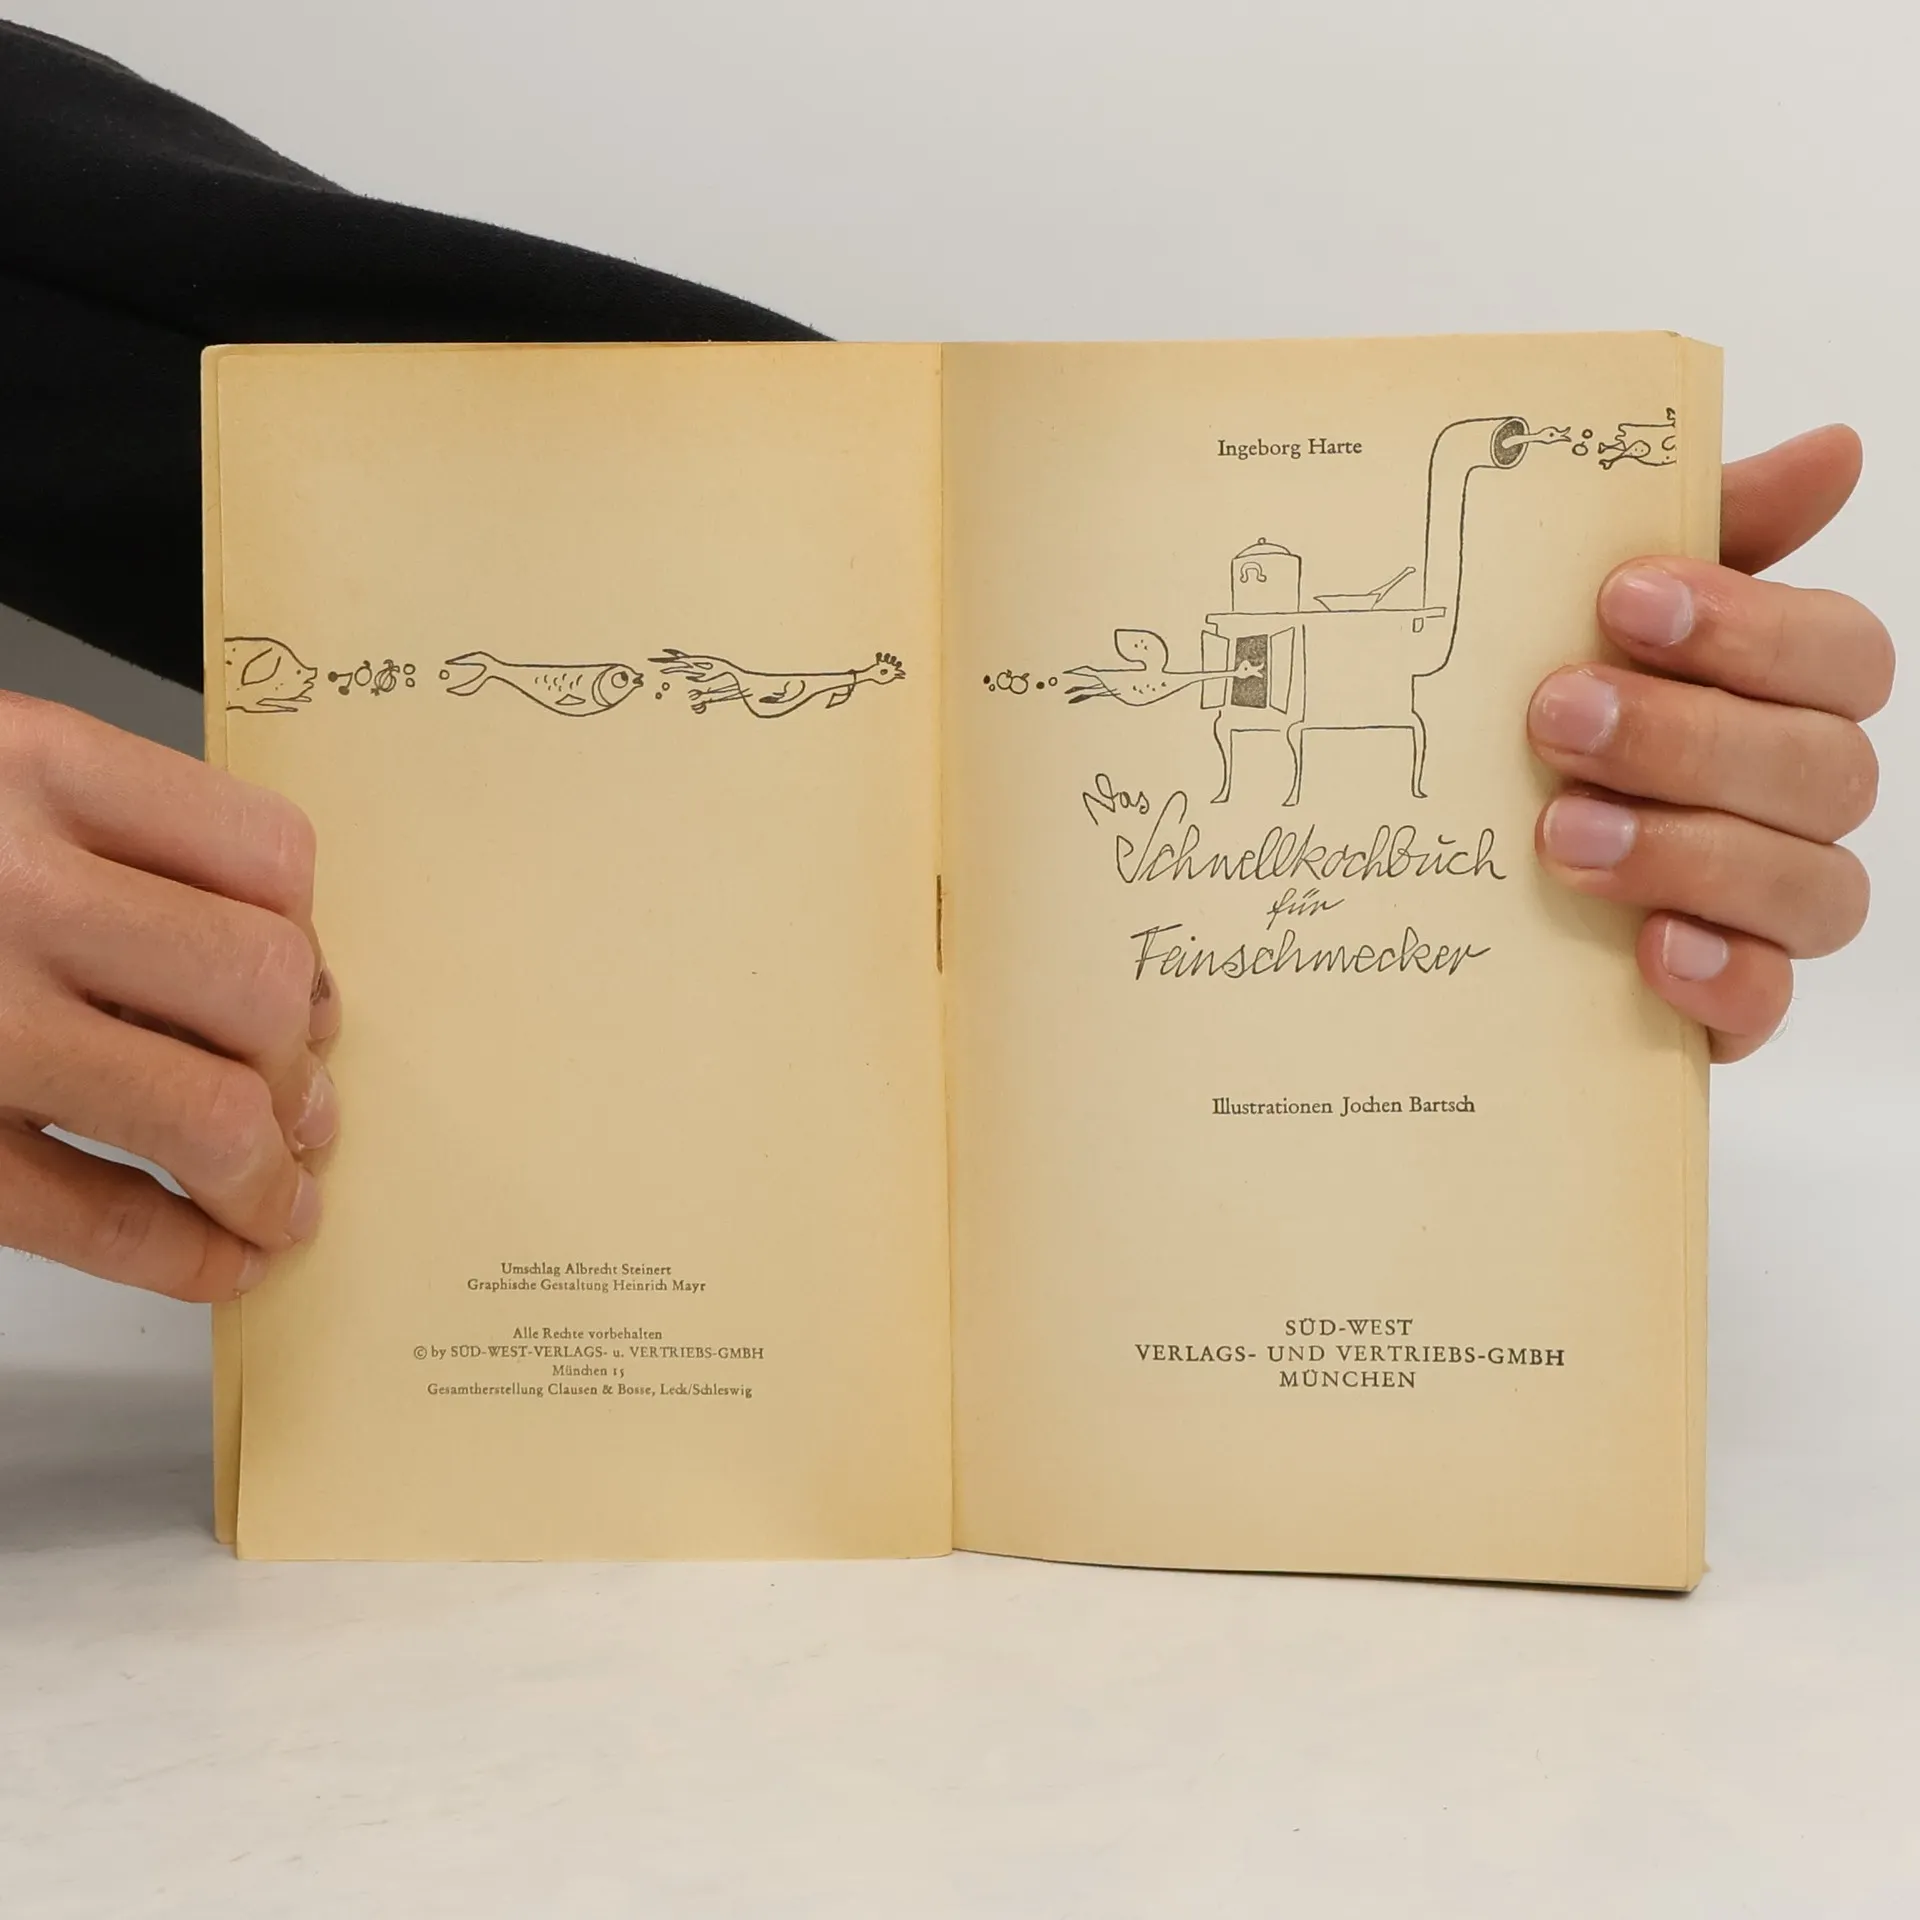 Umschlag Albrecht Steinert
Graphische Gestaltung Heinrich Mayr
Alle Rechte vorbehalten
© by SÜD-WEST-VERLAGS- u. VERTRIEBS-GMBH
München 15
Gesamtherstellung Clausen & Bosse, Leck/Schleswig
Ingeborg Harte
Das
Schnellkochbuch
für
Feinschmecker
Illustrationen Jochen Bartsch
SÜD-WEST
VERLAGS- UND VERTRIEBS-GMBH
MÜNCHEN